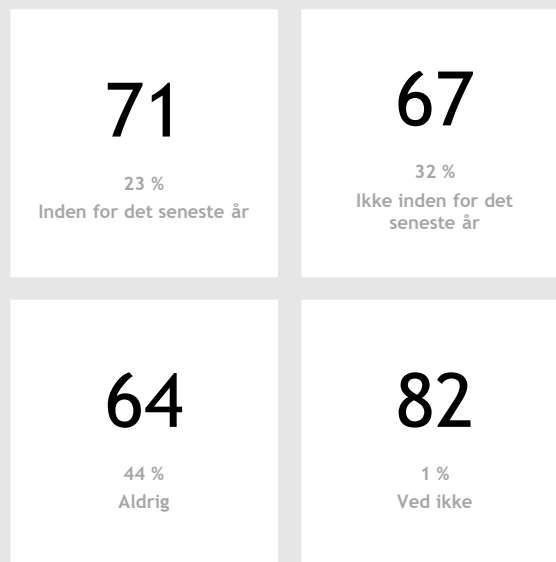 71
23 %
Inden for det seneste år
67
32 %
Ikke inden for det
seneste år
64
44 %
Aldrig
82
1 %
Ved ikke